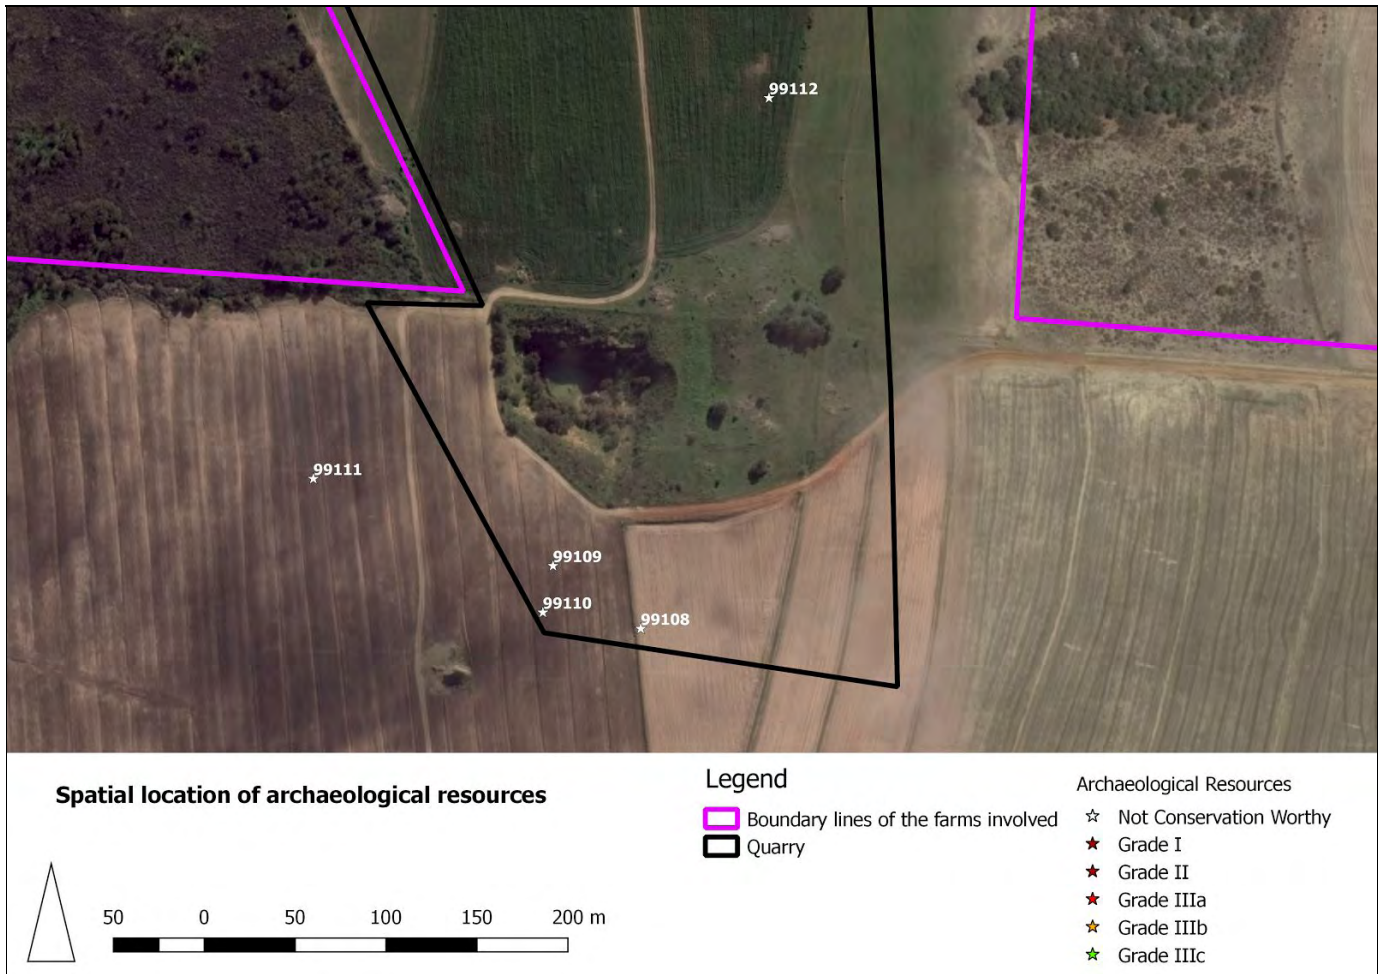 99112
99111
99109
99110
99108
Spatial location of archaeological resources
50 0 50 100 150 200 m
Legend
Boundary lines of the farms involved
Quarry
Archaeological Resources
Not Conservation Worthy
Grade I
Grade II
Grade IIIa
Grade IIIb
Grade IIIc